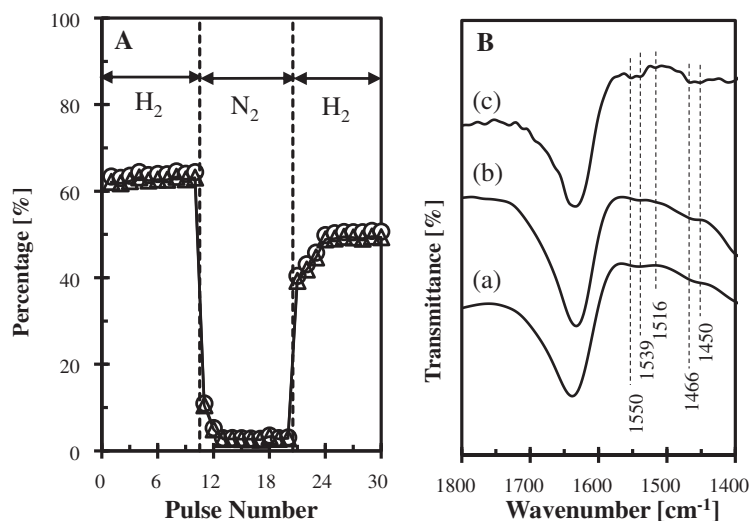 A
H2
N2
H2
100
80
60
40
20
0
Percentage [%]
0 6 12 18 24 30
Pulse Number
B
(c)
(b)
(a)
Transmittance [%]
1550
1539
1516
1466
1450
1800 1700 1600 1500 1400
Wavenumber [cm-1]